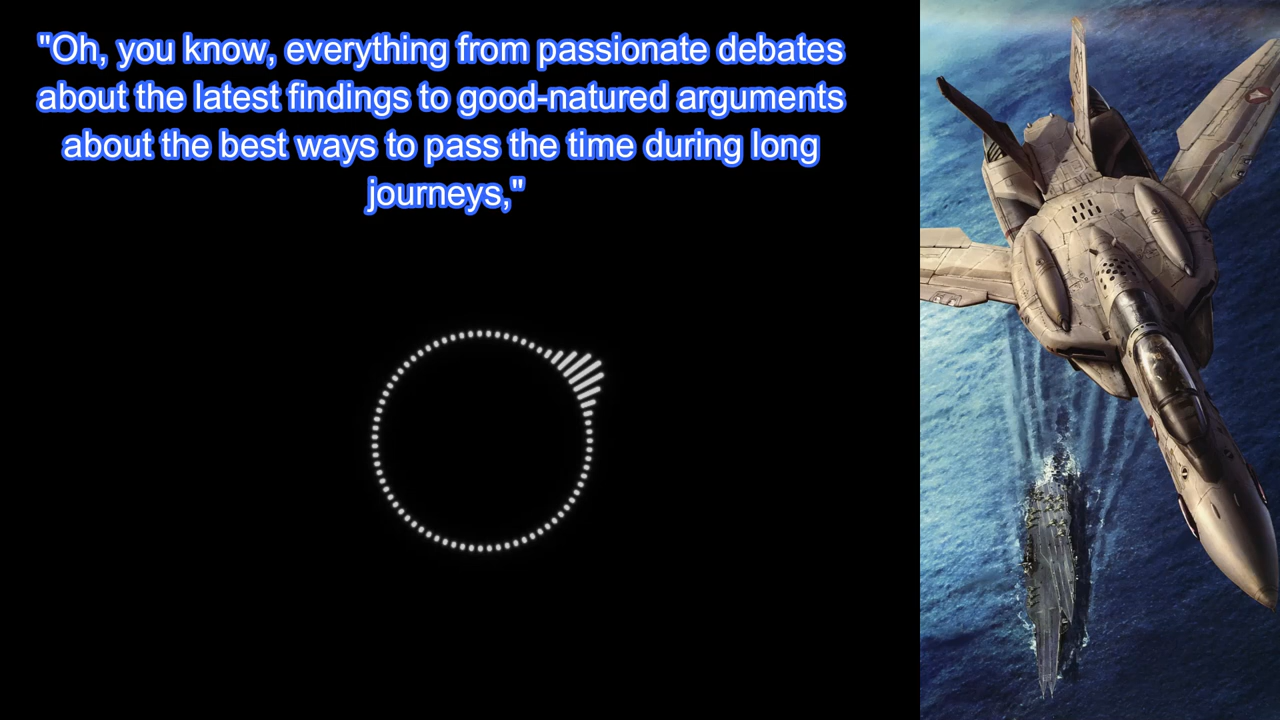 "Oh, you know, everything from passionate debates
about the latest findings to good-natured arguments
about the best ways to pass the time during long
journeys,"